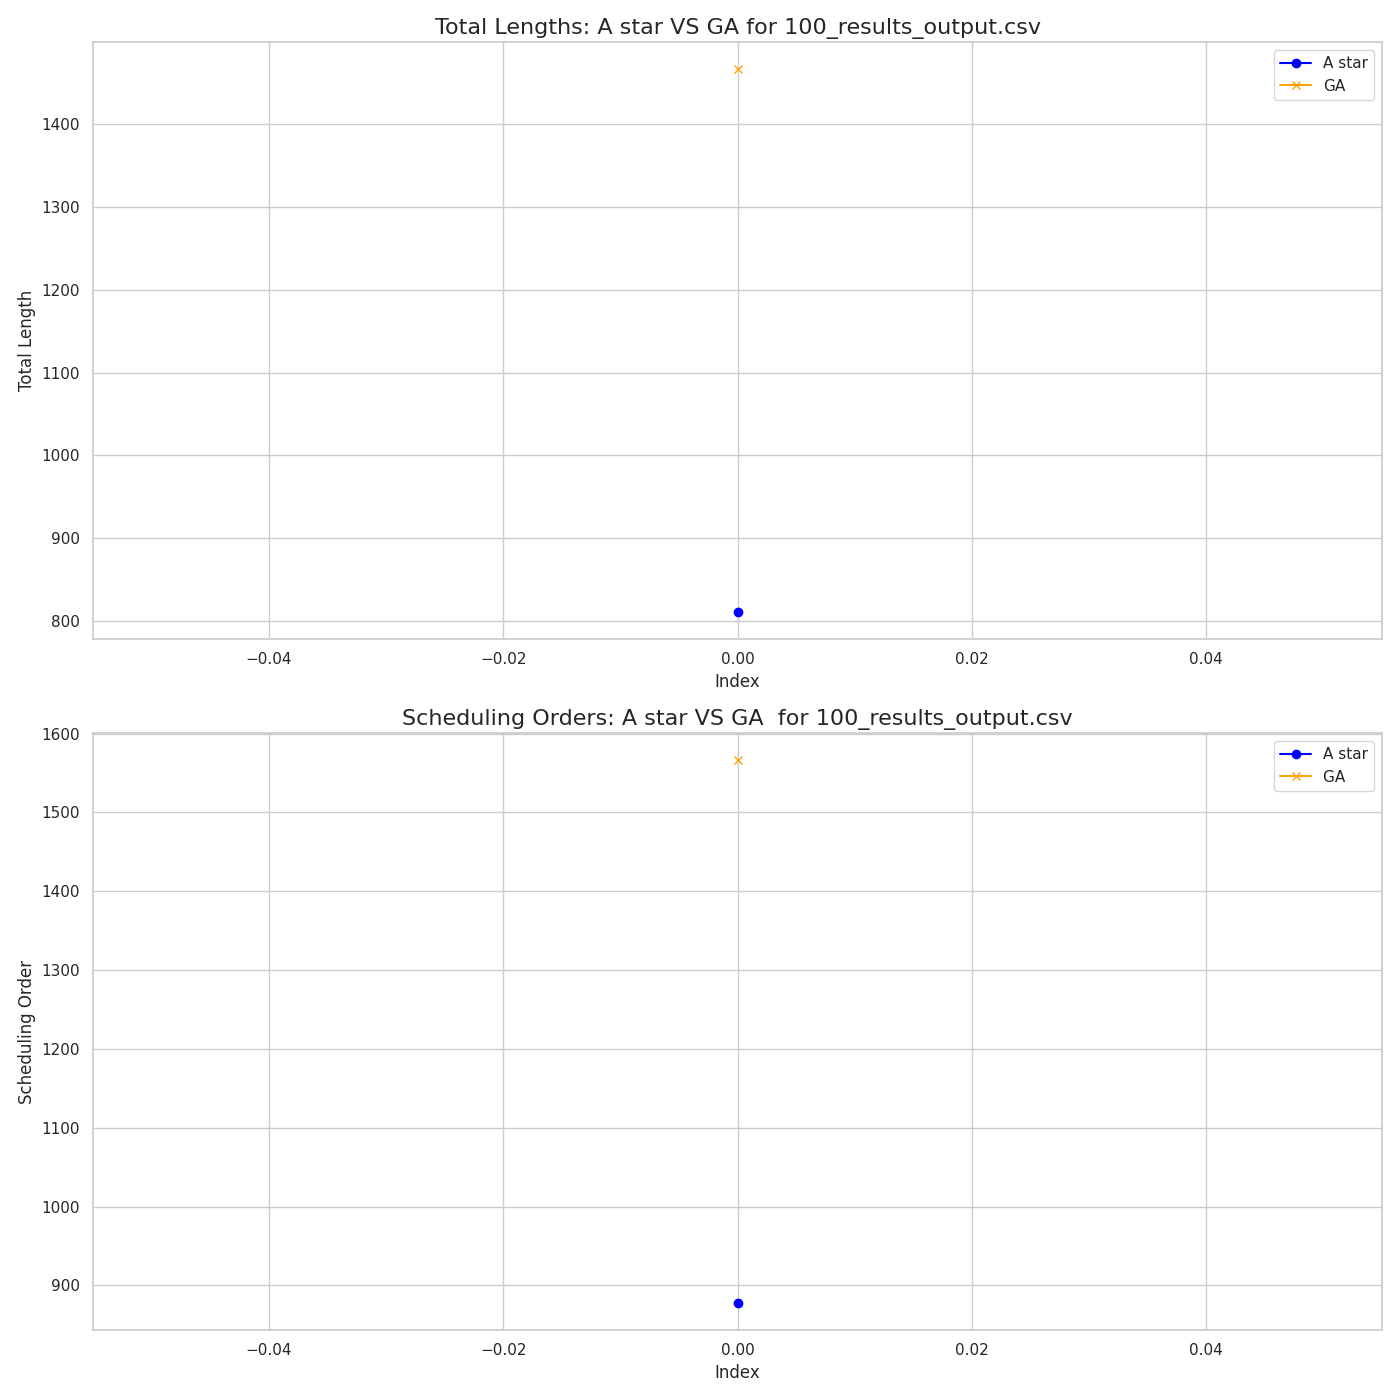 Total Lengths: A star VS GA for 100_results_output.csv
A star
GA
1400
1300
1200
1100
1000
900
800
Total Length
−0.04
−0.02
0.00
0.02
0.04
Index
Scheduling Orders: A star VS GA  for 100_results_output.csv
A star
GA
1600
1500
1400
1300
1200
1100
1000
900
Scheduling Order
−0.04
−0.02
0.00
0.02
0.04
Index